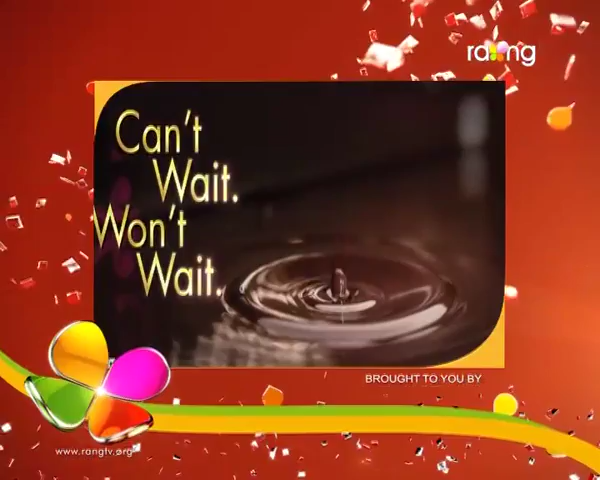 rang
Can't
Wait.
Won't
Wait.
BROUGHT TO YOU BY
www.rangtv.org